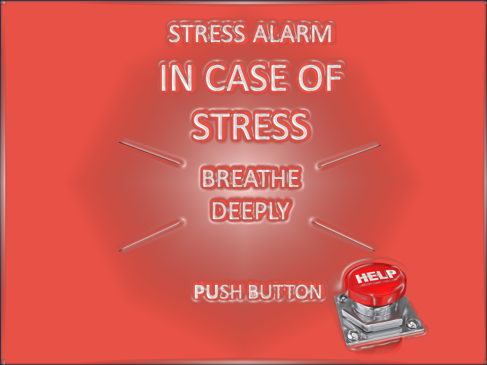 STRESS ALARM
IN CASE OF
STRESS
BREATHE
DEEPLY
PUSH BUTTON
HELP